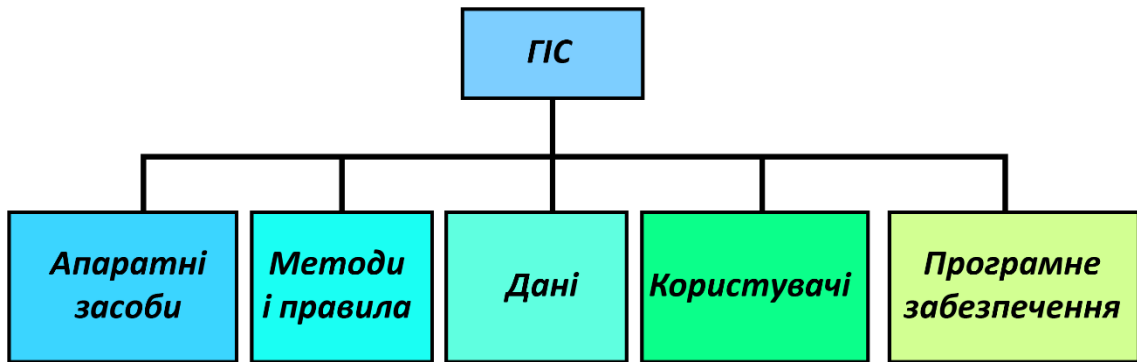 ГІС
Апаратні
засоби
Методи
і правила
Дані
Користувачі
Програмне
забезпечення